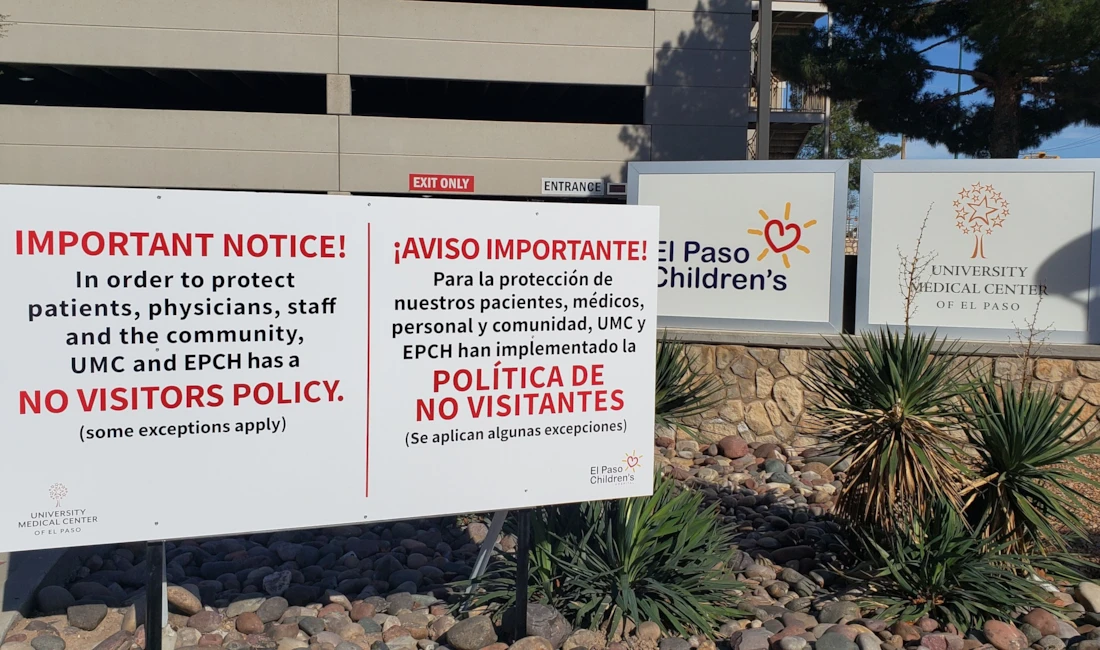 EXIT ONLY
ENTRANCE
IMPORTANT NOTICE!
In order to protect
patients, physicians, staff
and the community,
UMC and EPCH has a
NO VISITORS POLICY.
(some exceptions apply)
UNIVERSITY
MEDICAL CENTER
OF EL PASO
¡AVISO IMPORTANTE!
Para la protección de
nuestros pacientes, médicos,
personal y comunidad, UMC y
EPCH han implementado la
POLÍTICA DE
NO VISITANTES
(Se aplican algunas excepciones)
El Paso
Children's
El Paso
Children's
UNIVERSITY
MEDICAL CENTER
OF EL PASO